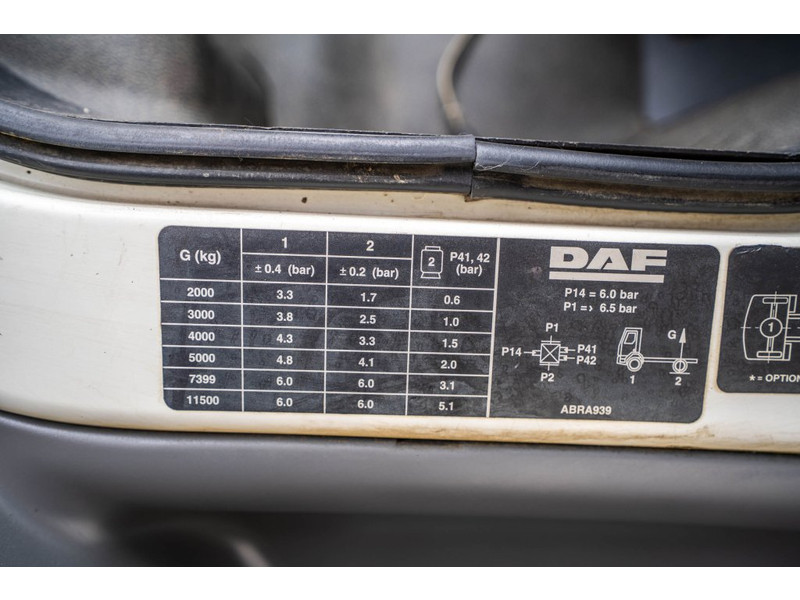 G (kg) 1 2 2 P41, 42
± 0.4 (bar) ± 0.2 (bar) (bar)
2000 3.3 1.7 0.6
3000 3.8 2.5 1.0
4000 4.3 3.3 1.5
5000 4.8 4.1 2.0
7399 6.0 6.0 3.1
11500 6.0 6.0 5.1
DAF
P14 = 6.0 bar
P1 => 6.5 bar
P1
P14 P41
P42
P2
G
1 2
ABRA939
1
* = OPTION